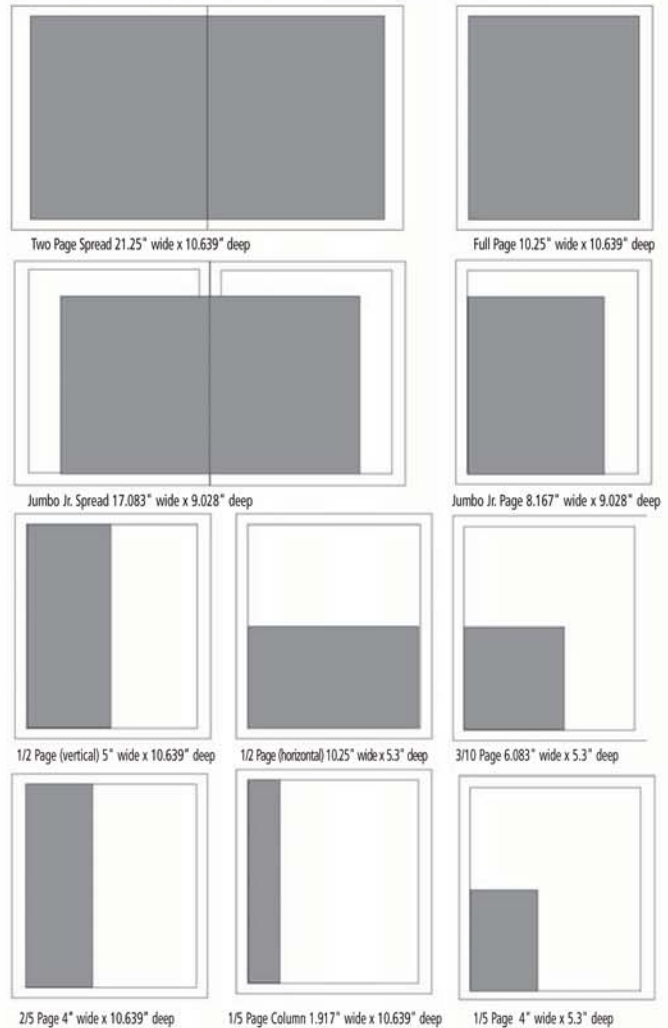 Two Page Spread 21.25" wide x 10.639" deep
Full Page 10.25" wide x 10.639" deep
Jumbo Jr. Spread 17.083" wide x 9.028" deep
Jumbo Jr. Page 8.167" wide x 9.028" deep
1/2 Page (vertical) 5" wide x 10.639" deep
1/2 Page (horizontal) 10.25" wide x 5.3" deep
3/10 Page 6.083" wide x 5.3" deep
2/5 Page 4" wide x 10.639" deep
1/5 Page Column 1.917" wide x 10.639" deep
1/5 Page 4" wide x 5.3" deep